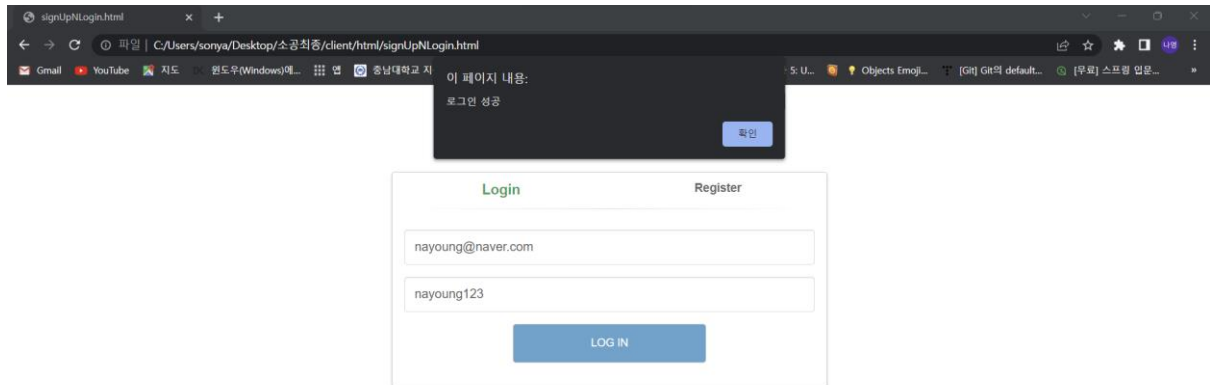 signUpNLogin.html
파일 | C:/Users/sonya/Desktop/소공최종/client/html/signUpNLogin.html
나영
Gmail YouTube 지도 윈도우(Windows)에... 앱 충남대학교 지 5: U... Objects Emoji... [Git] Git의 default... [무료] 스프링 입문... »
이 페이지 내용:
로그인 성공
확인
Login Register
nayoung@naver.com
nayoung123
LOG IN